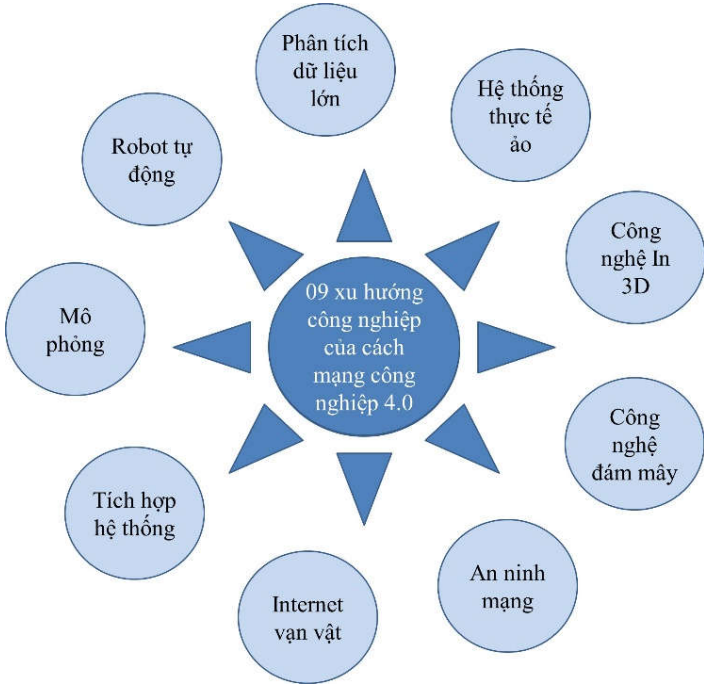 Phân tích
dữ liệu
lớn
Hệ thống
thực tế
ảo
Công
nghệ In
3D
Công
nghệ
đám mây
An ninh
mạng
Internet
vạn vật
Tích hợp
hệ thống
Mô
phỏng
Robot tự
động
09 xu hướng
công nghiệp
của cách
mạng công
nghiệp 4.0